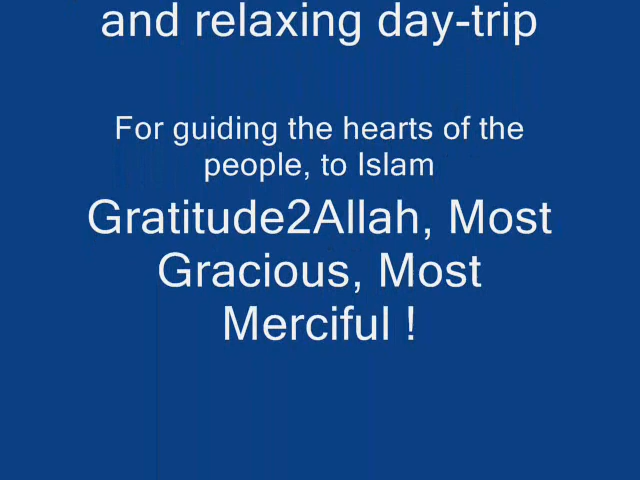 and relaxing day-trip
For guiding the hearts of the
people, to Islam
Gratitude2Allah, Most
Gracious, Most
Merciful !